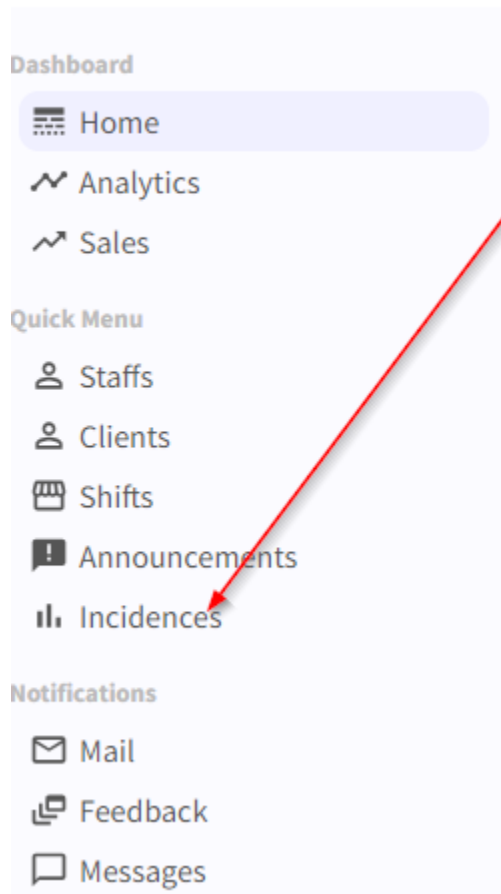 Dashboard
Home
Analytics
Sales
Quick Menu
Staffs
Clients
Shifts
Announcements
Incidences
Notifications
Mail
Feedback
Messages